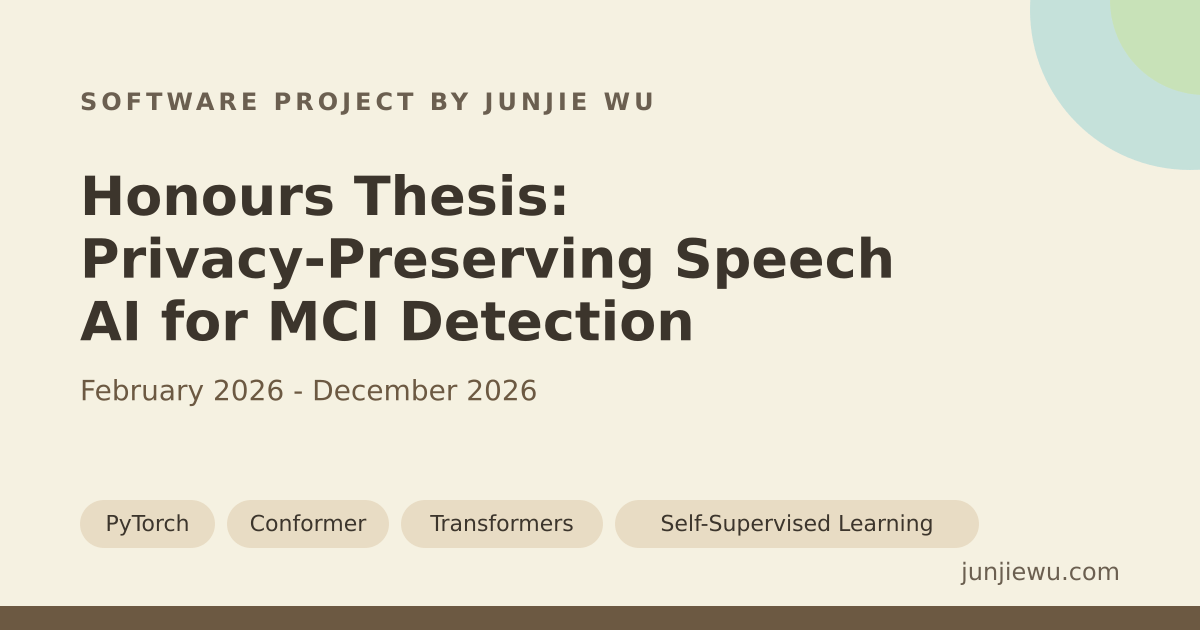 SOFTWARE PROJECT BY JUNJIE WU
Honours Thesis:
Privacy-Preserving Speech
AI for MCI Detection
February 2026 - December 2026
PyTorch
Conformer
Transformers
Self-Supervised Learning
junjiewu.com